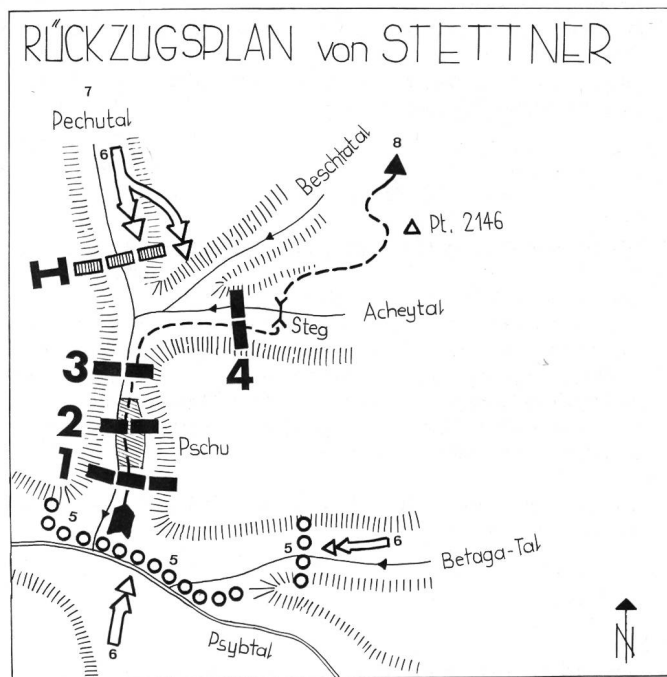 RÜCKZUGSPLAN von STETTNER
7
Pechutal
6
8
Beschtatal
Pt. 2146
H
Steg
Acheytal
4
3
2
Pschu
1
5
5
5
6
Betaga-Tal
Psybtal
6
N